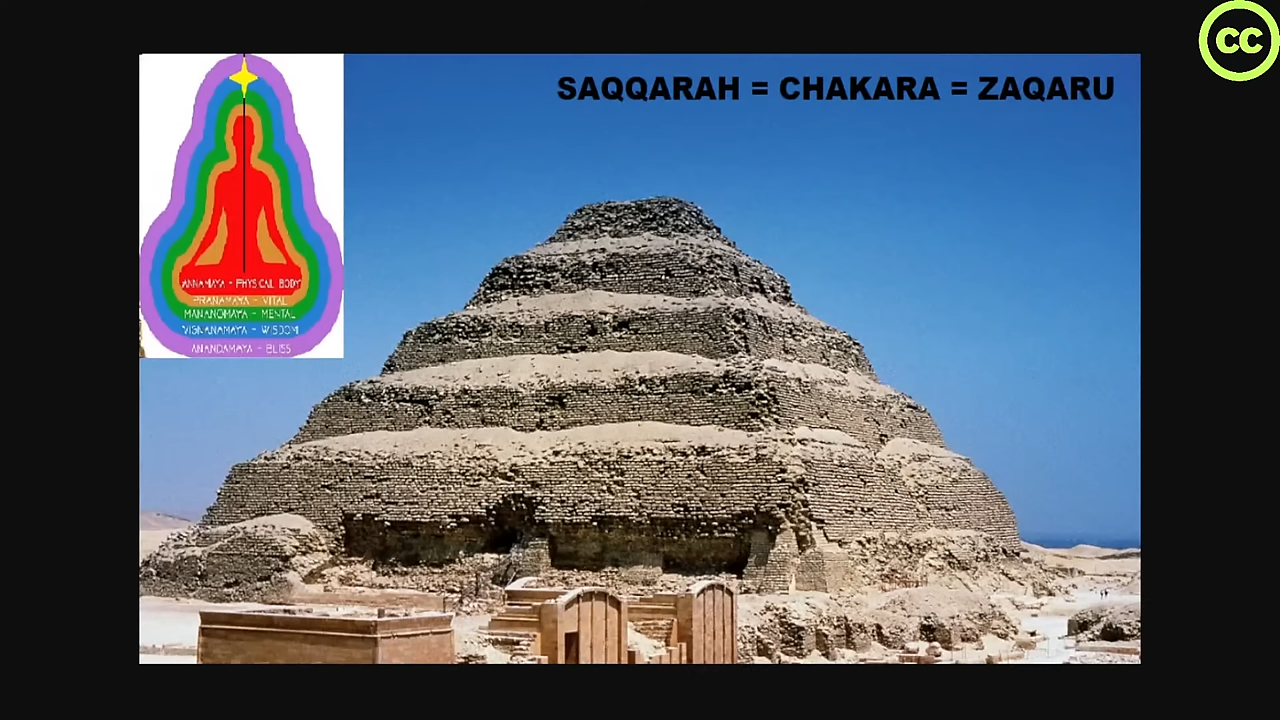 SAQQARAH = CHAKARA = ZAQARU
ANNAMAYA - PHYSICAL BODY
PRANAMAYA - VITAL
MANANOMAYA - MENTAL
VIGNANAMAYA - WISDOM
ANANDAMAYA - BLISS
CC